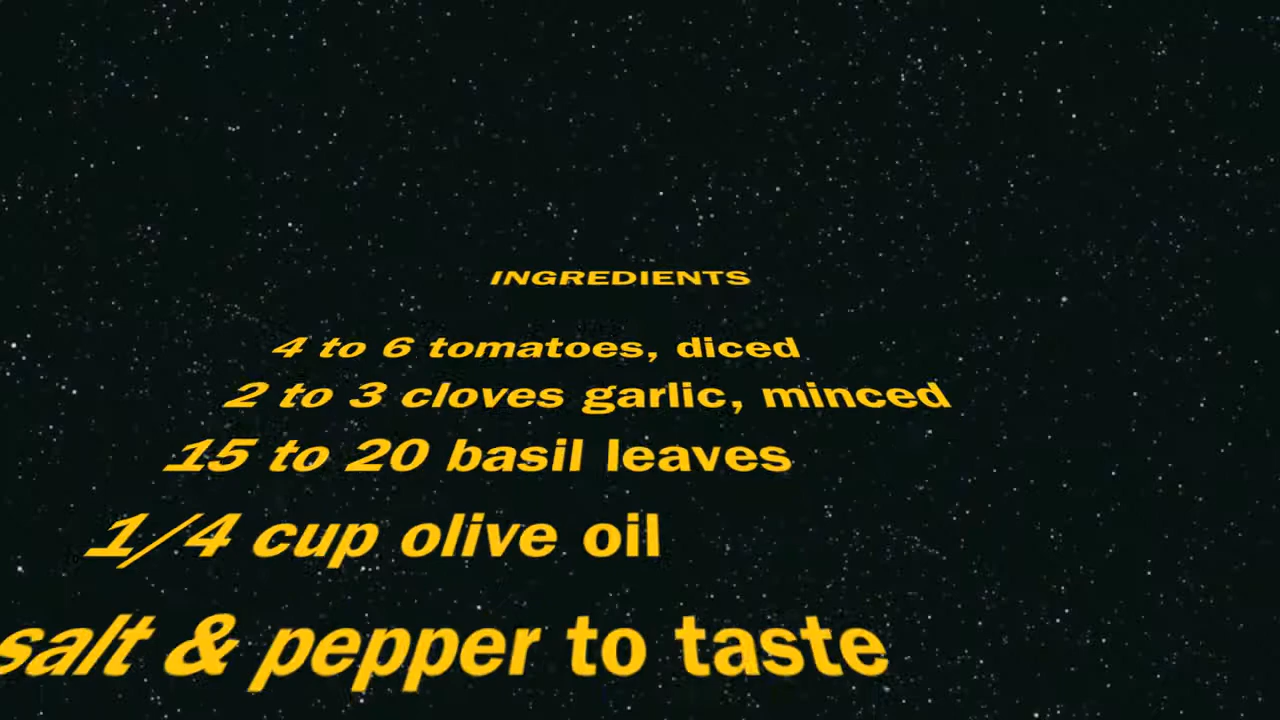 INGREDIENTS
4 to 6 tomatoes, diced
2 to 3 cloves garlic, minced
15 to 20 basil leaves
1/4 cup olive oil
salt & pepper to taste